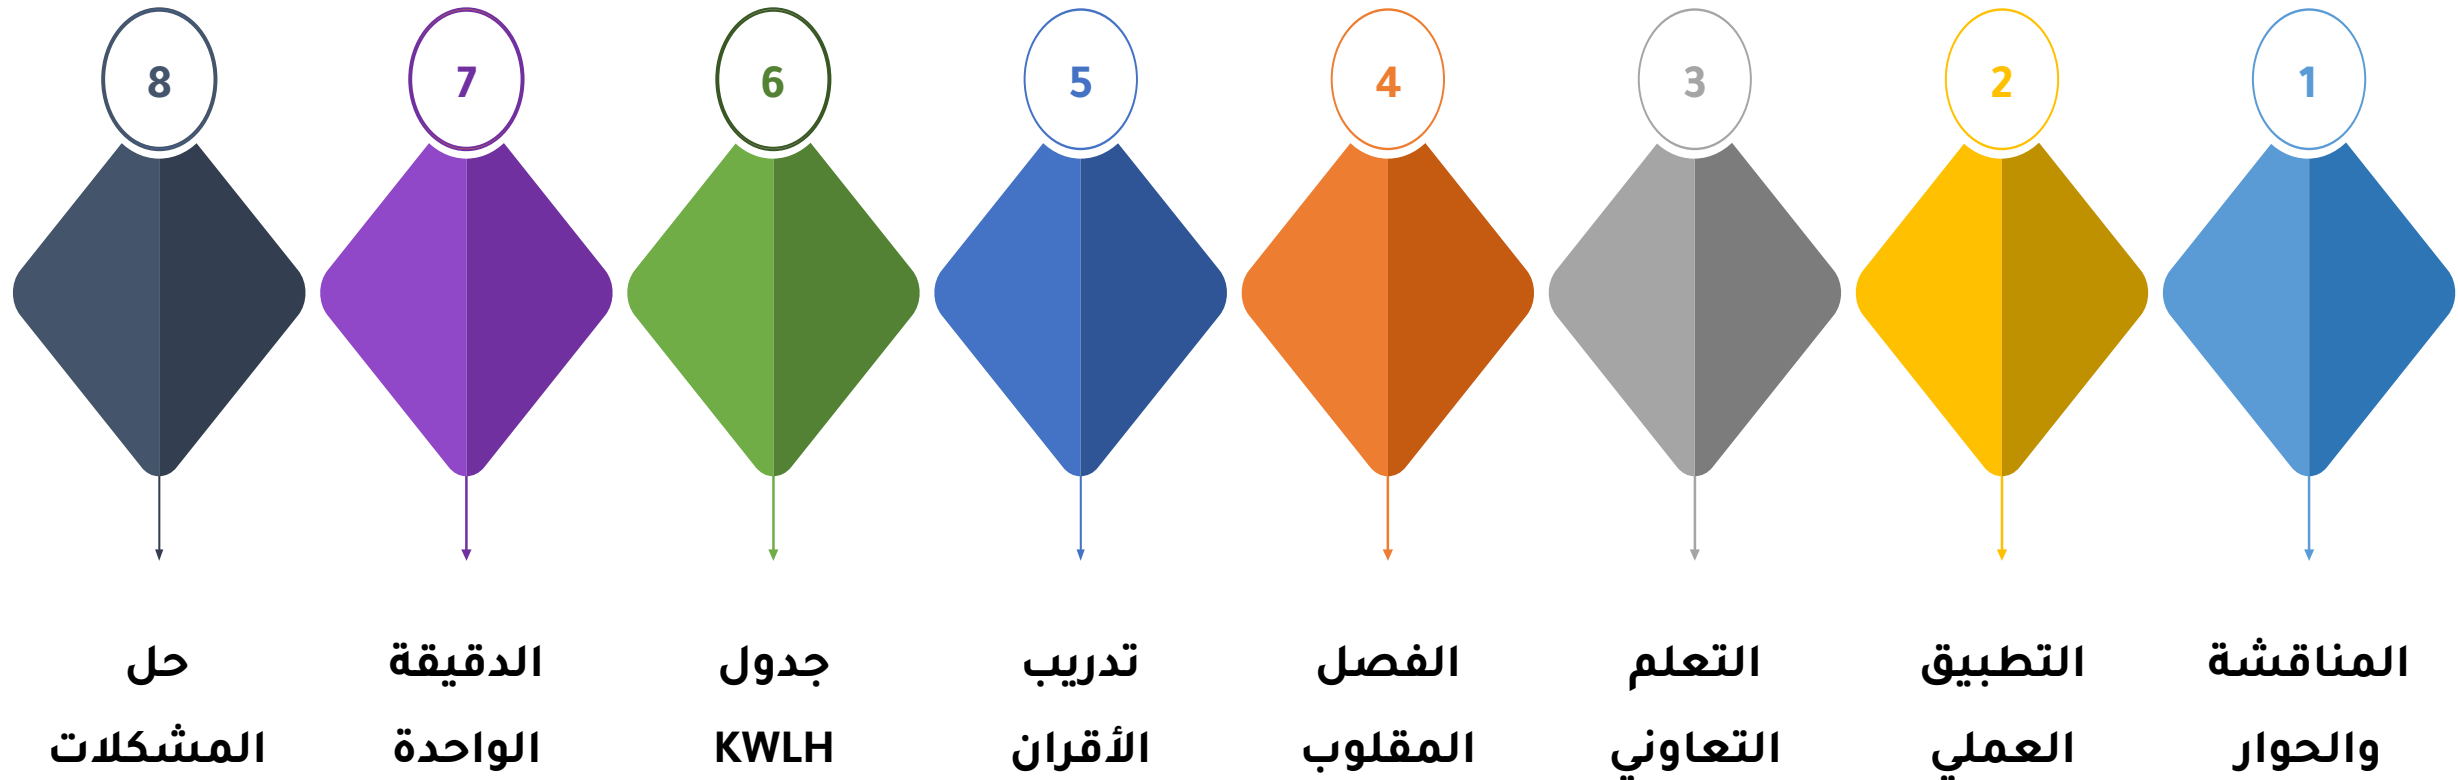 1
المناقشة
والحوار
2
التطبيق
العملي
3
التعلم
التعاوني
4
الفصل
المقلوب
5
تدريب
الأقران
6
جدول
KWLH
7
الدقيقة
الواحدة
8
حل
المشكلات